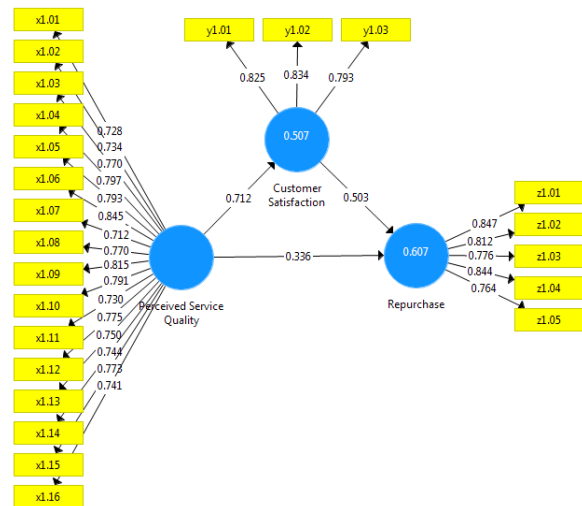 x1.01
x1.02
x1.03
x1.04
x1.05
x1.06
x1.07
x1.08
x1.09
x1.10
x1.11
x1.12
x1.13
x1.14
x1.15
x1.16
0.728
0.734
0.770
0.797
0.793
0.845
0.712
0.770
0.815
0.791
0.730
0.775
0.750
0.744
0.773
0.741
Perceived Service
Quality
y1.01
y1.02
y1.03
0.825
0.834
0.793
0.507
Customer
Satisfaction
0.712
0.503
0.336
0.607
Repurchase
0.847
0.812
0.776
0.844
0.764
z1.01
z1.02
z1.03
z1.04
z1.05